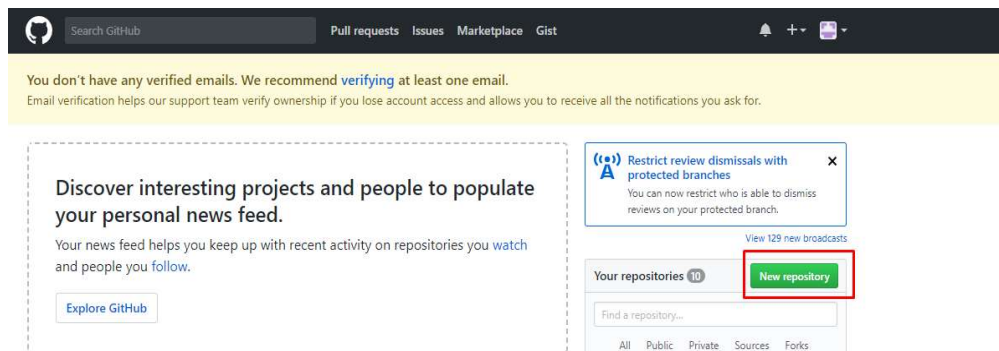 Search GitHub
Pull requests Issues Marketplace Gist
You don't have any verified emails. We recommend verifying at least one email.
Email verification helps our support team verify ownership if you lose account access and allows you to receive all the notifications you ask for.
Discover interesting projects and people to populate
your personal news feed.
Your news feed helps you keep up with recent activity on repositories you watch
and people you follow.
Explore GitHub
Restrict review dismissals with
protected branches
You can now restrict who is able to dismiss
reviews on your protected branch.
View 129 new broadcasts
Your repositories 10
New repository
Find a repository...
All Public Private Sources Forks